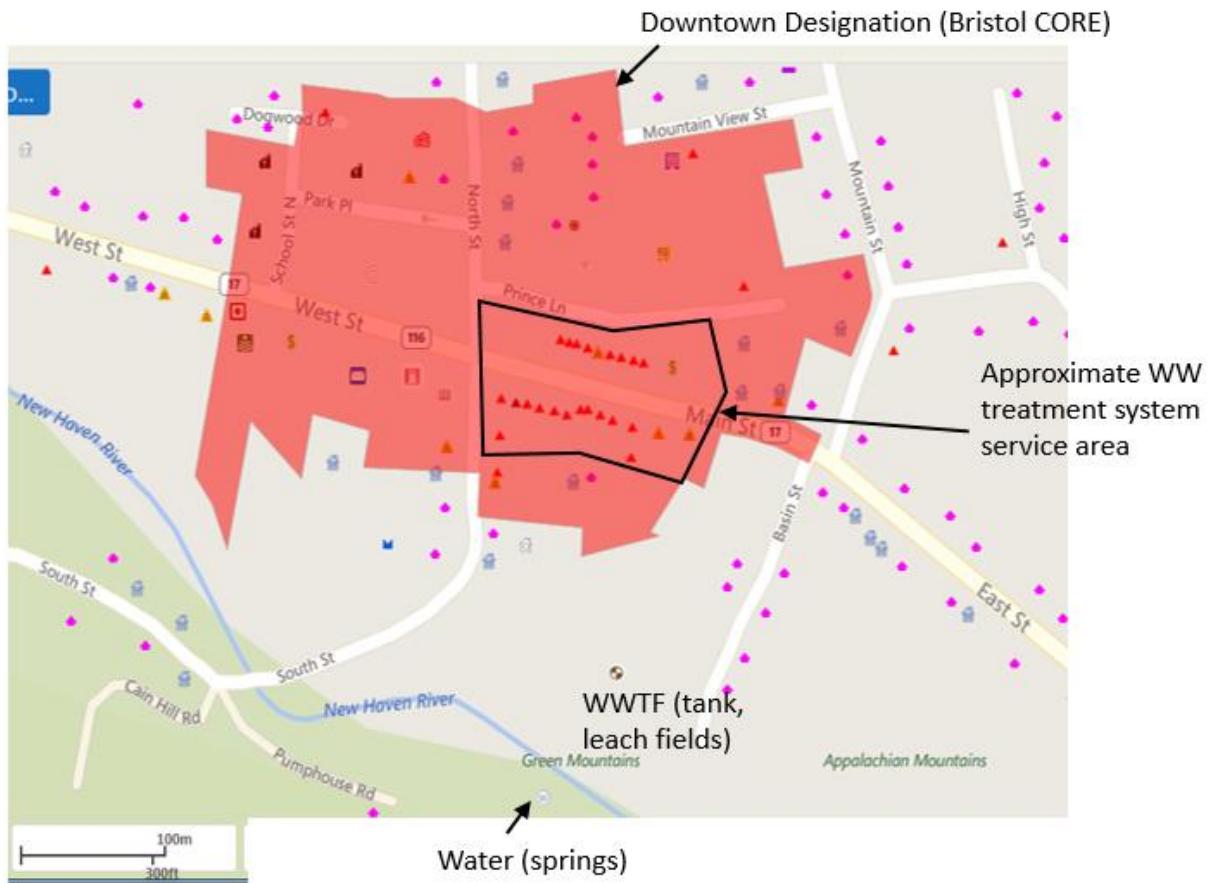 Downtown Designation (Bristol CORE)
Dogwood Dr
Mountain View St
Park Pl
School St N
North St
Mountain St
High St
West St
17
Prince Ln
West St
116
Approximate WW
treatment system
service area
Main St
17
New Haven River
Basin St
South St
East St
South St
Cain Hill Rd
New Haven River
WWTF (tank,
leach fields)
Green Mountains
Appalachian Mountains
Pumphouse Rd
100m
300ft
Water (springs)